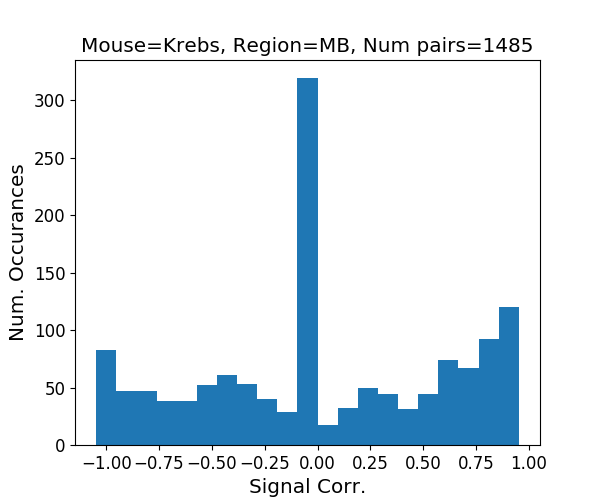 Mouse=Krebs, Region=MB, Num pairs=1485
300
250
200
150
100
50
0
Num. Occurances
−1.00 −0.75 −0.50 −0.25 0.00 0.25 0.50 0.75 1.00
Signal Corr.